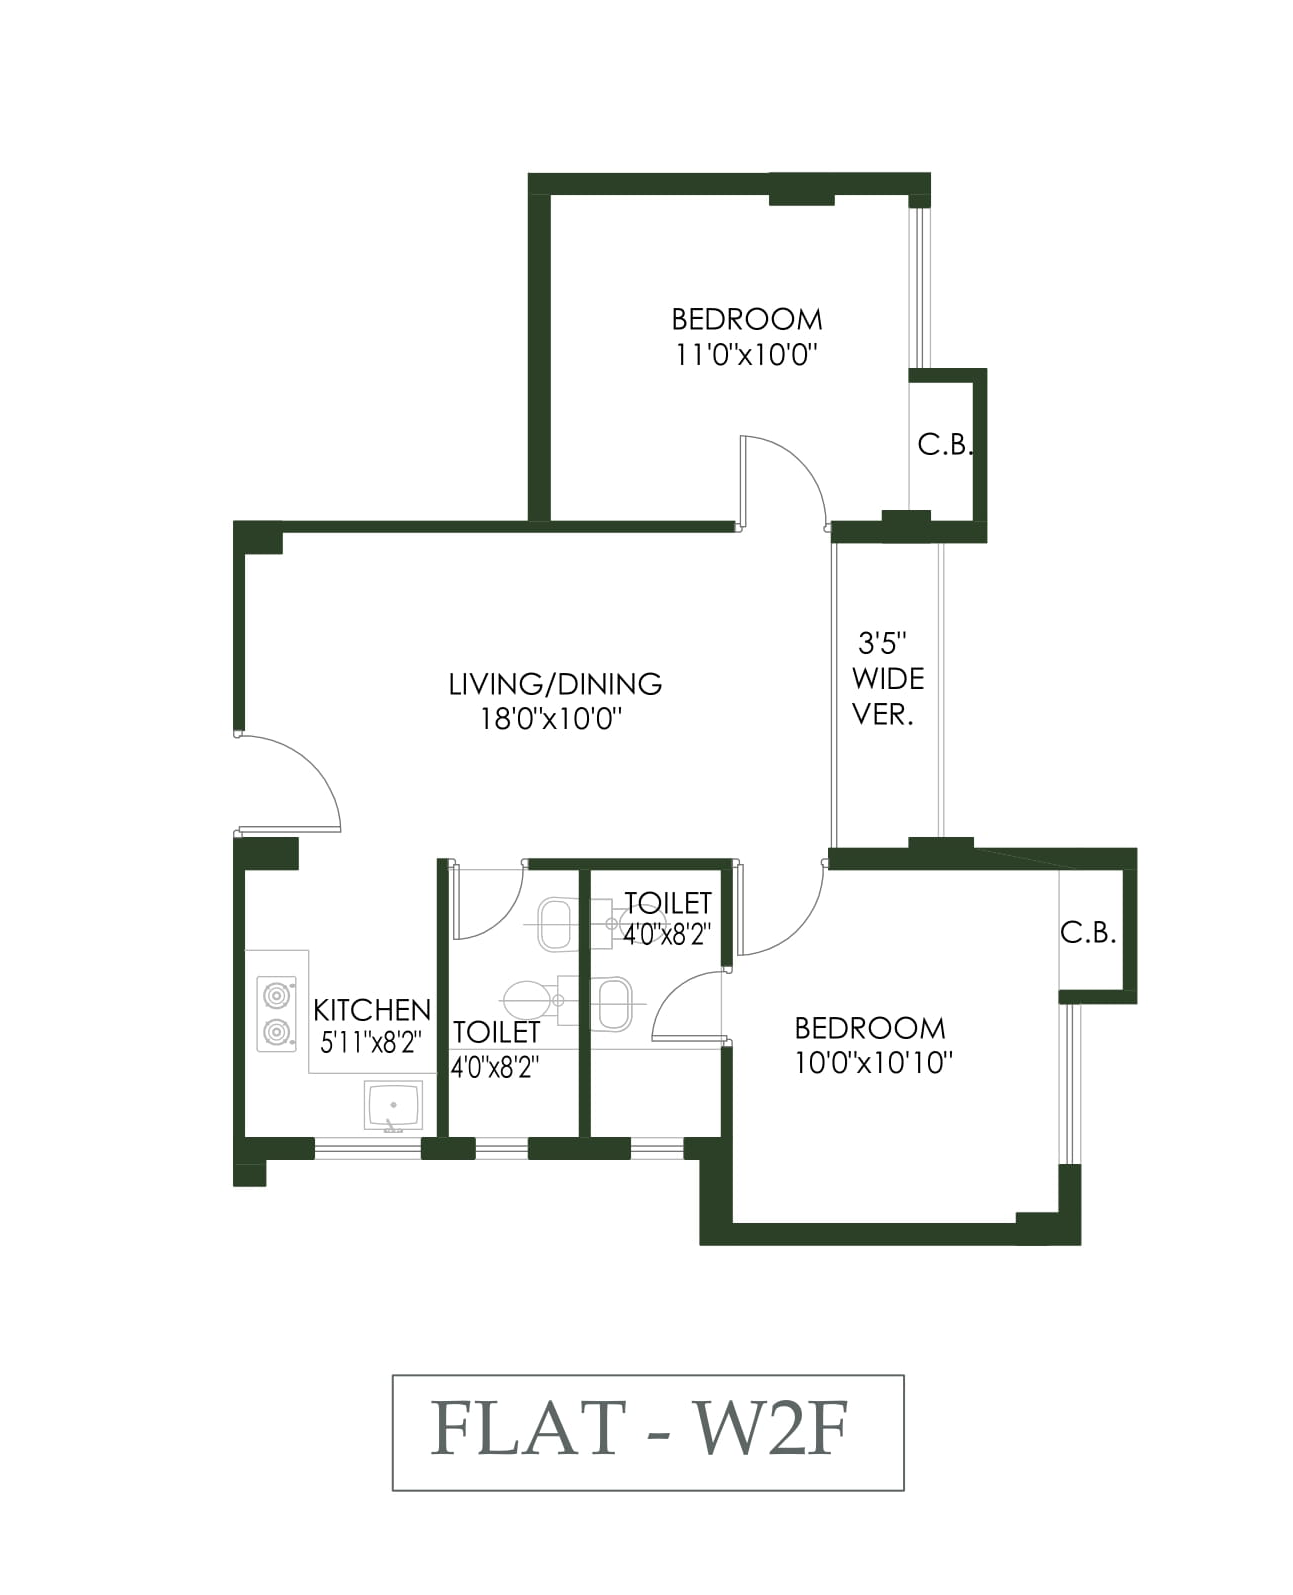 BEDROOM
11'0"x10'0"
C.B.
3'5"
WIDE
VER.
LIVING/DINING
18'0"x10'0"
TOILET
4'0"x8'2"
C.B.
KITCHEN
5'11"x8'2"
TOILET
4'0"x8'2"
BEDROOM
10'0"x10'10"
FLAT - W2F